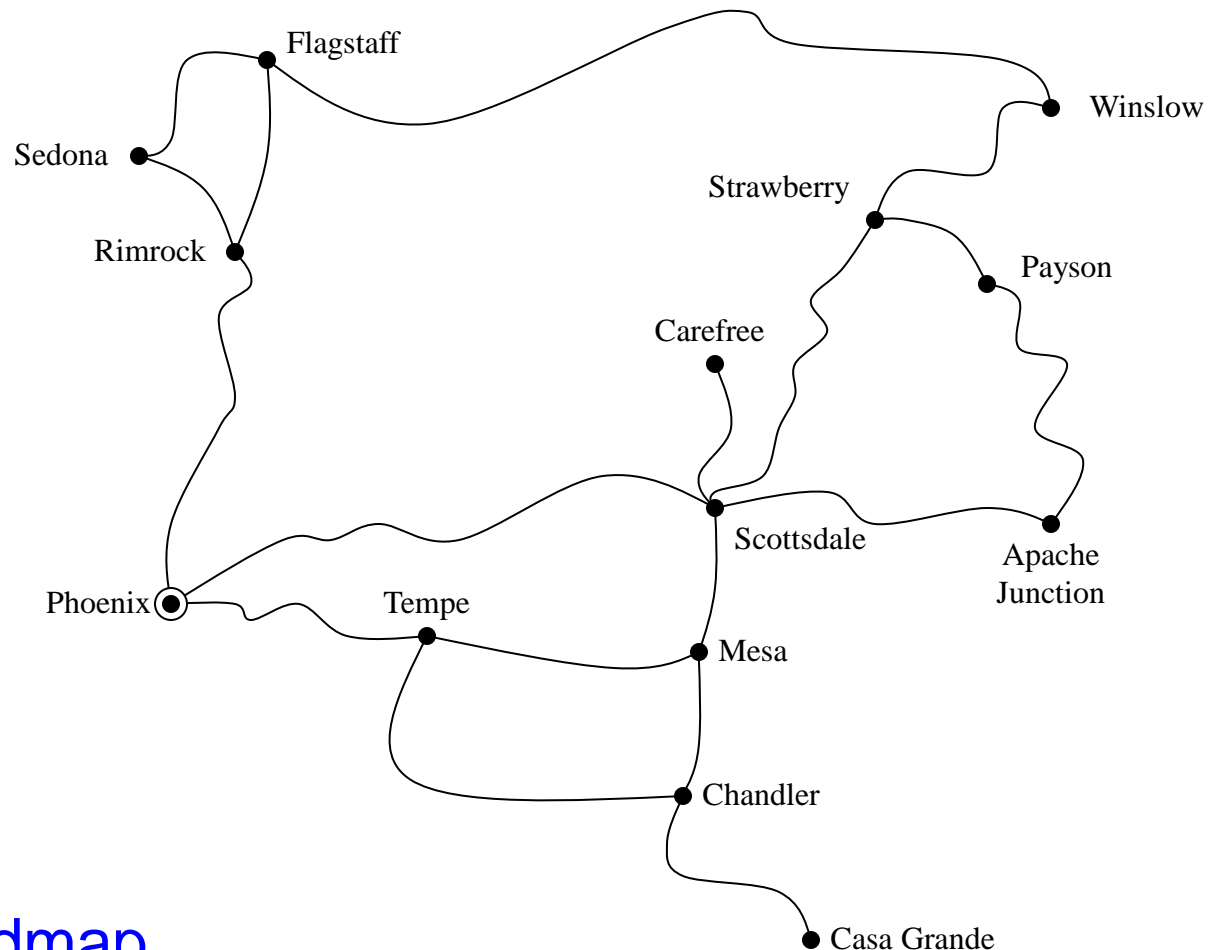 Flagstaff
Winslow
Sedona
Strawberry
Rimrock
Payson
Carefree
Scottsdale
Apache
Junction
Phoenix
Tempe
Mesa
Chandler
Casa Grande